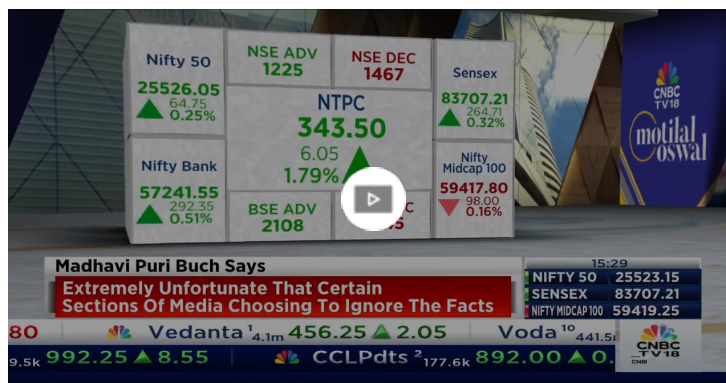 Nifty 50
25526.05
64.75
0.25%
NSE ADV
1225
NSE DEC
1467
Sensex
83707.21
264.71
0.32%
NTPC
343.50
6.05
1.79%
Nifty Bank
57241.55
292.35
0.51%
BSE ADV
2108
Nifty
Midcap 100
59417.80
98.00
0.16%
CNBC
TV18
motilal
oswal
Madhavi Puri Buch Says
Extremely Unfortunate That Certain
Sections Of Media Choosing To Ignore The Facts
15:29
NIFTY 50 25523.15
SENSEX 83707.21
NIFTY MIDCAP 100 59419.25
80 Vedanta 1 4.1m 456.25 2.05 Voda 10 441.5
9.5k 992.25 8.55 CCLPdts 2 177.6k 892.00 0.
CNBC
TV18